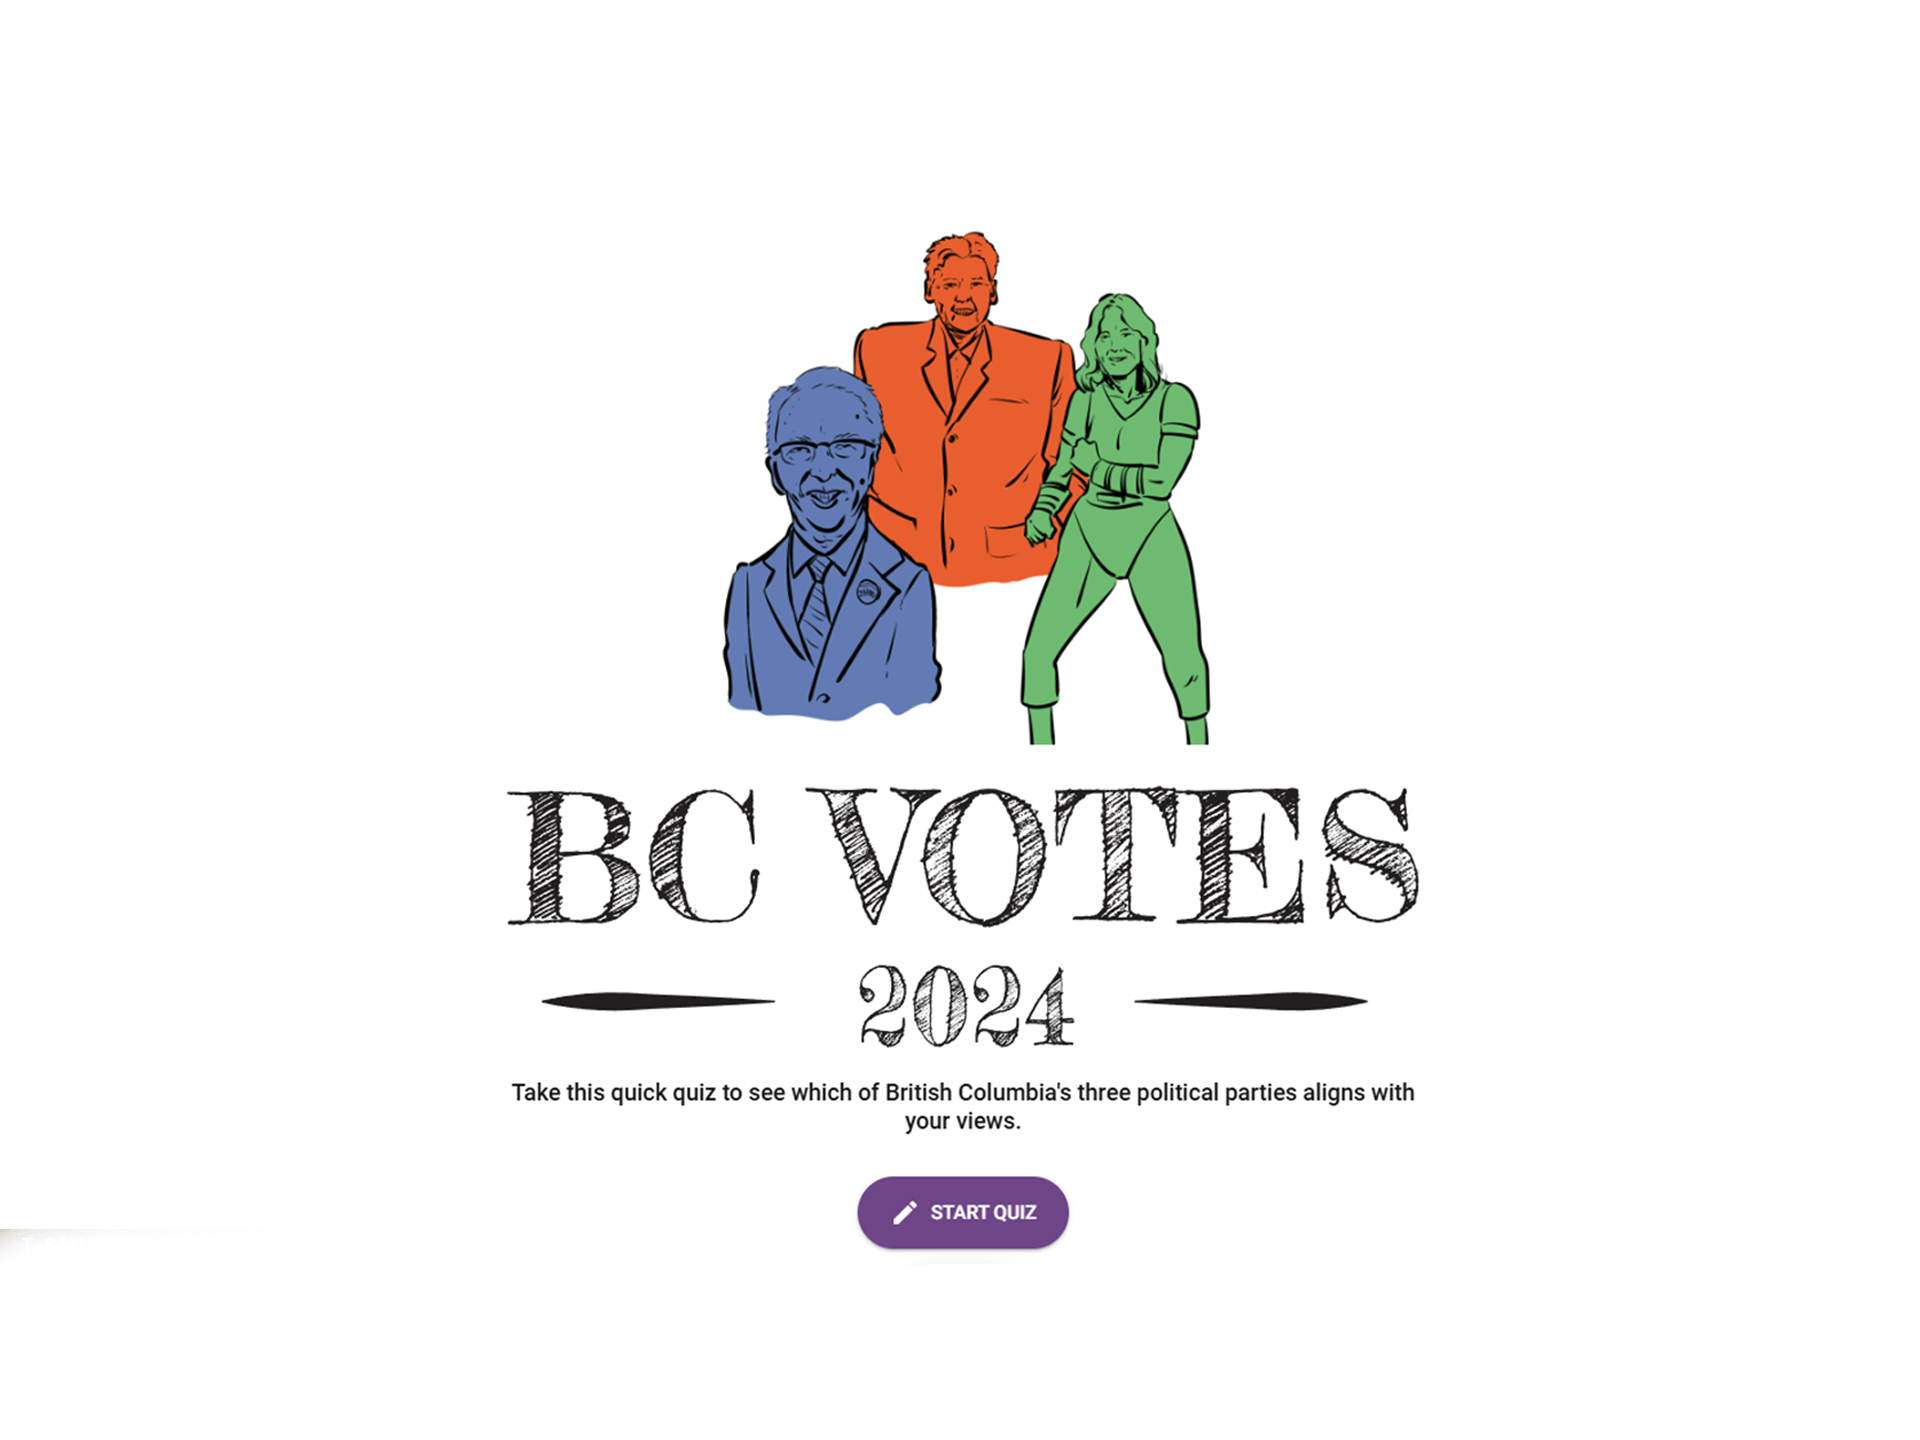 BC VOTES
2024
Take this quick quiz to see which of British Columbia's three political parties aligns with
your views.
START QUIZ